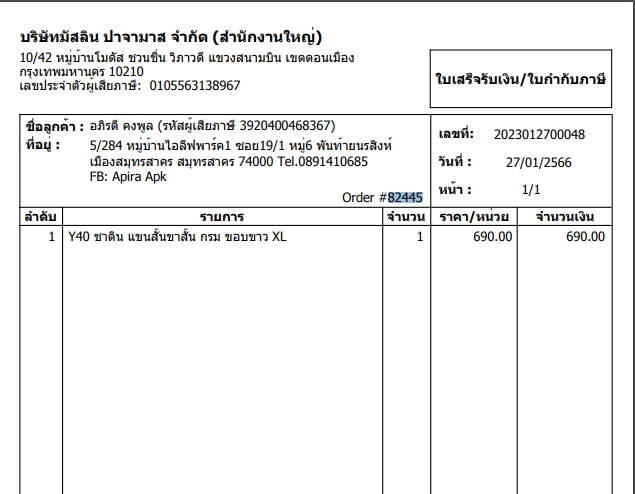 บริษัทมัสลิน ปาจามาส จำกัด (สำนักงานใหญ่)
10/42 หมู่บ้านโมดัส ชวนชื่น วิภาวดี แขวงสนามบิน เขตดอนเมือง
กรุงเทพมหานคร 10210
เลขประจำตัวผู้เสียภาษี: 0105563138967
ใบเสร็จรับเงิน/ใบกำกับภาษี
ชื่อลูกค้า : อภิรดี คงพูล (รหัสผู้เสียภาษี 3920400468367)
ที่อยู่ : 5/284 หมู่บ้านไอลีฟพาร์ค1 ซอย19/1 หมู่6 พันท้ายนรสิงห์
เมืองสมุทรสาคร สมุทรสาคร 74000 Tel.0891410685
FB: Apira Apk
Order #82445
เลขที่: 2023012700048
วันที่ : 27/01/2566
หน้า : 1/1
ลำดับ รายการ จำนวน ราคา/หน่วย จำนวนเงิน
1 Y40 ซาติน แขนสั้นขาสั้น กรม ขอบขาว XL 1 690.00 690.00